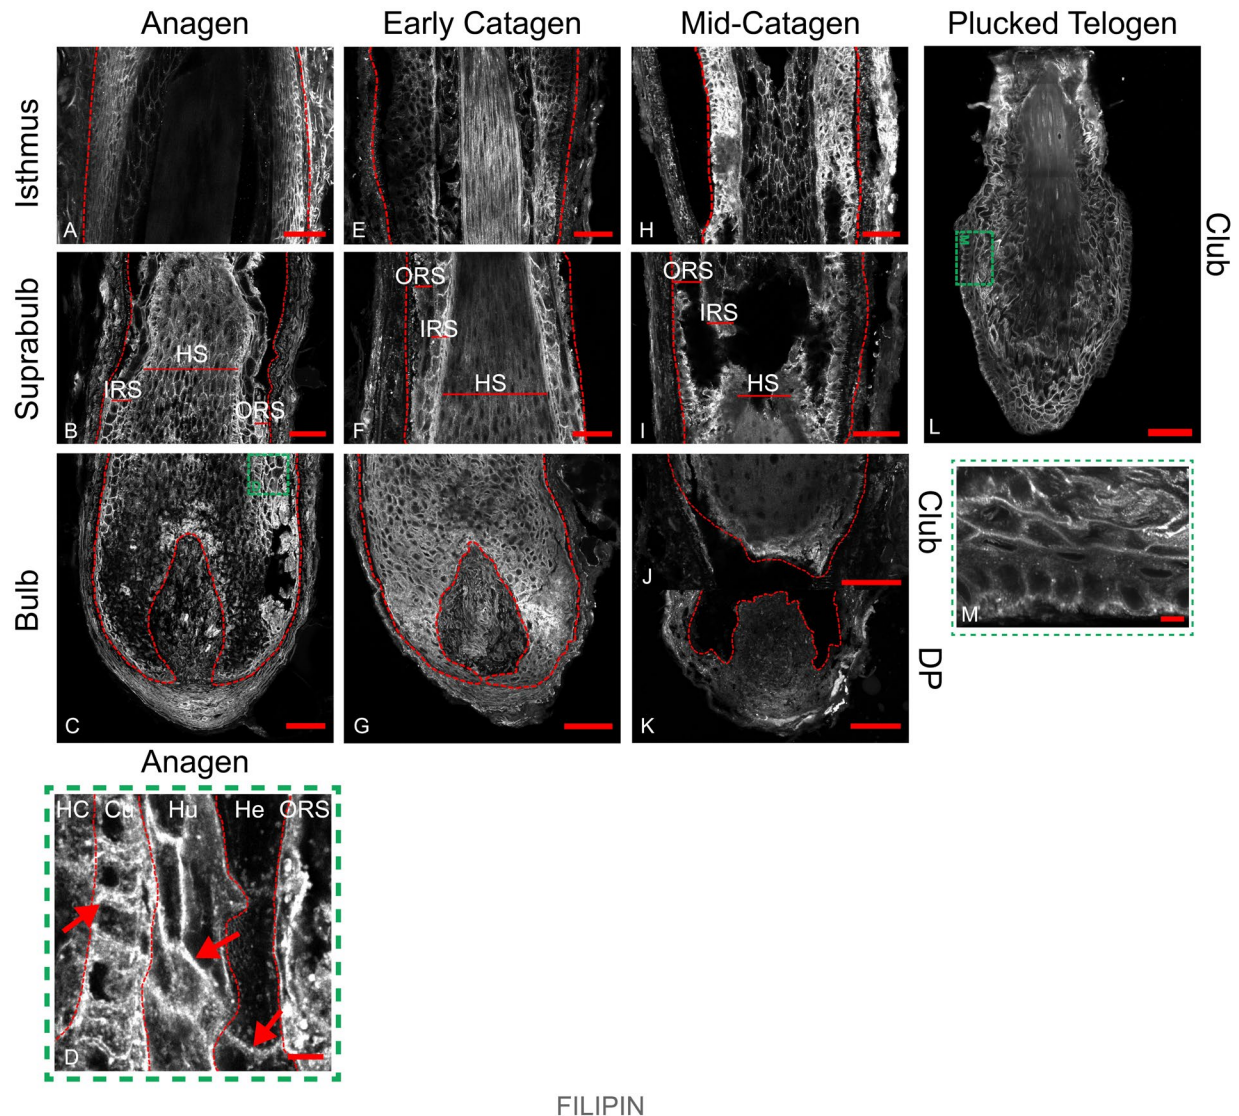 Anagen Early Catagen Mid-Catagen Plucked Telogen
Isthmus
A E H
Club
Suprabulb
ORS ORS
IRS IRS
HS HS HS
IRS ORS
B F I L
M
Bulb
Club
J
M
DP
C G K
Anagen
HC Cu Hu He ORS
D
FILIPIN